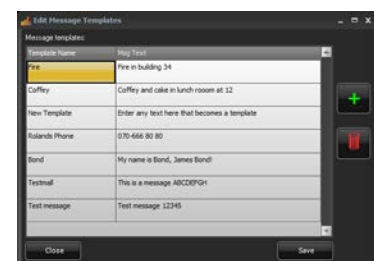 Edit Message Templates
Message templates:
Template Name Msg Text
Fire Fire in building 34
Coffey Coffey and cake in lunch rooom at 12
New Template Enter any text here that becomes a template
Rolands Phone 070-666 80 80
Bond My name is Bond, James Bond!
Testmall This is a message ABCDEFGH
Test message Test message 12345
Close Save